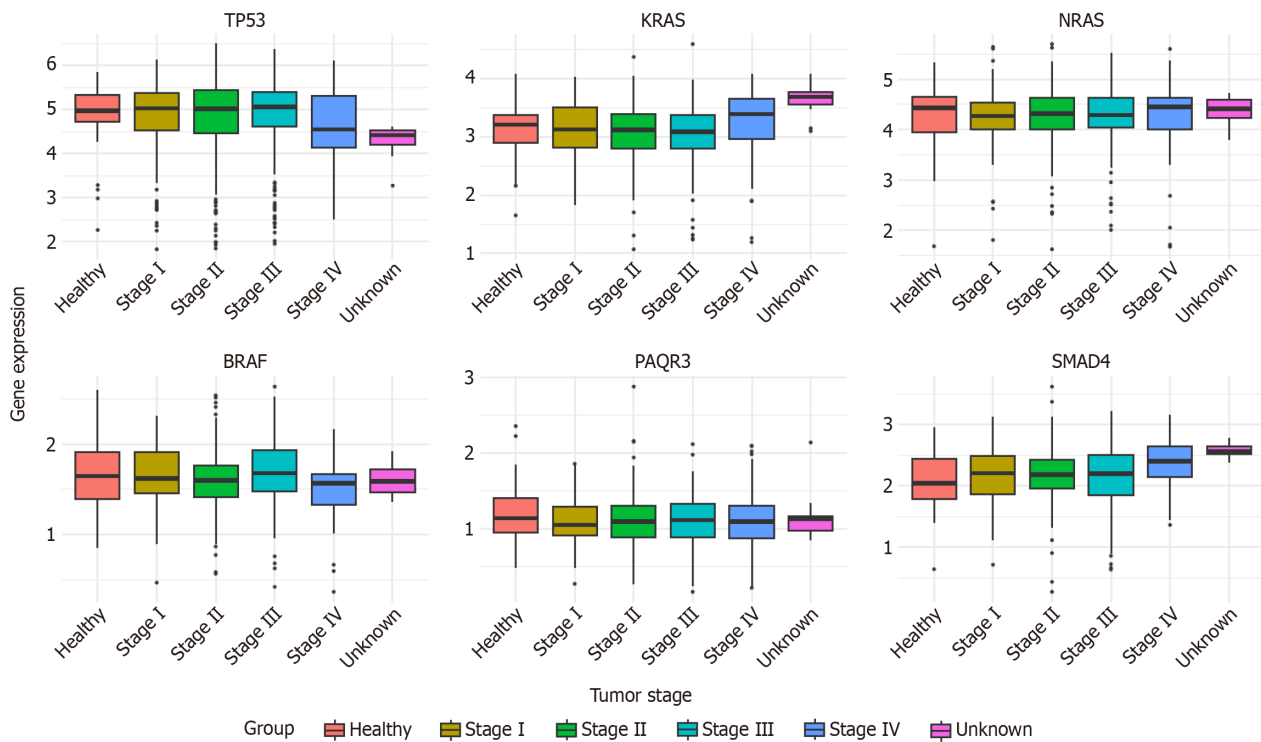 TP53
KRAS
NRAS
6
5
4
3
2
4
3
2
1
5
4
3
2
Healthy
Stage I
Stage II
Stage III
Stage IV
Unknown
Healthy
Stage I
Stage II
Stage III
Stage IV
Unknown
Healthy
Stage I
Stage II
Stage III
Stage IV
Unknown
Gene expression
BRAF
PAQR3
SMAD4
2
1
3
2
1
3
2
1
Healthy
Stage I
Stage II
Stage III
Stage IV
Unknown
Healthy
Stage I
Stage II
Stage III
Stage IV
Unknown
Healthy
Stage I
Stage II
Stage III
Stage IV
Unknown
Tumor stage
Group Healthy Stage I Stage II Stage III Stage IV Unknown